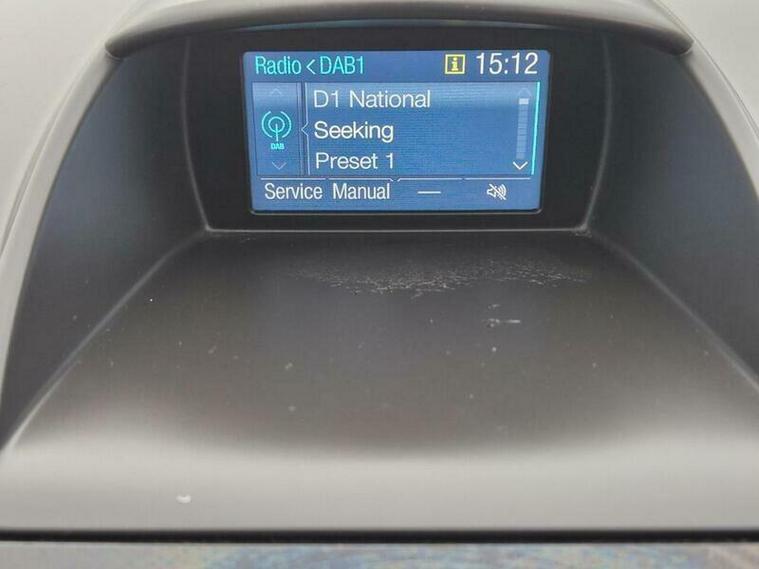 Radio < DAB1 i 15:12
D1 National
DAB
Seeking
Preset 1
Service Manual —